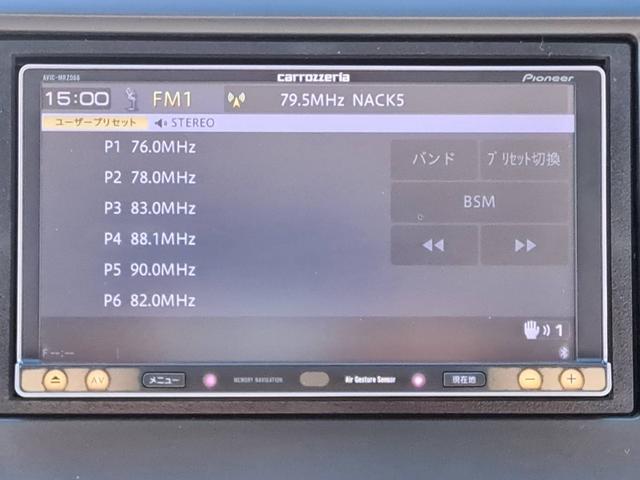 AVIC-MRZ066
carrozzeria
Pioneer
15:00 FM1 79.5MHz NACK5
ユーザープリセット STEREO
P1 76.0MHz
P2 78.0MHz
P3 83.0MHz
P4 88.1MHz
P5 90.0MHz
P6 82.0MHz
バンド プリセット切換
BSM
1
F --:--
AV メニュー MEMORY NAVIGATION Air Gesture Sensor 現在地 - +